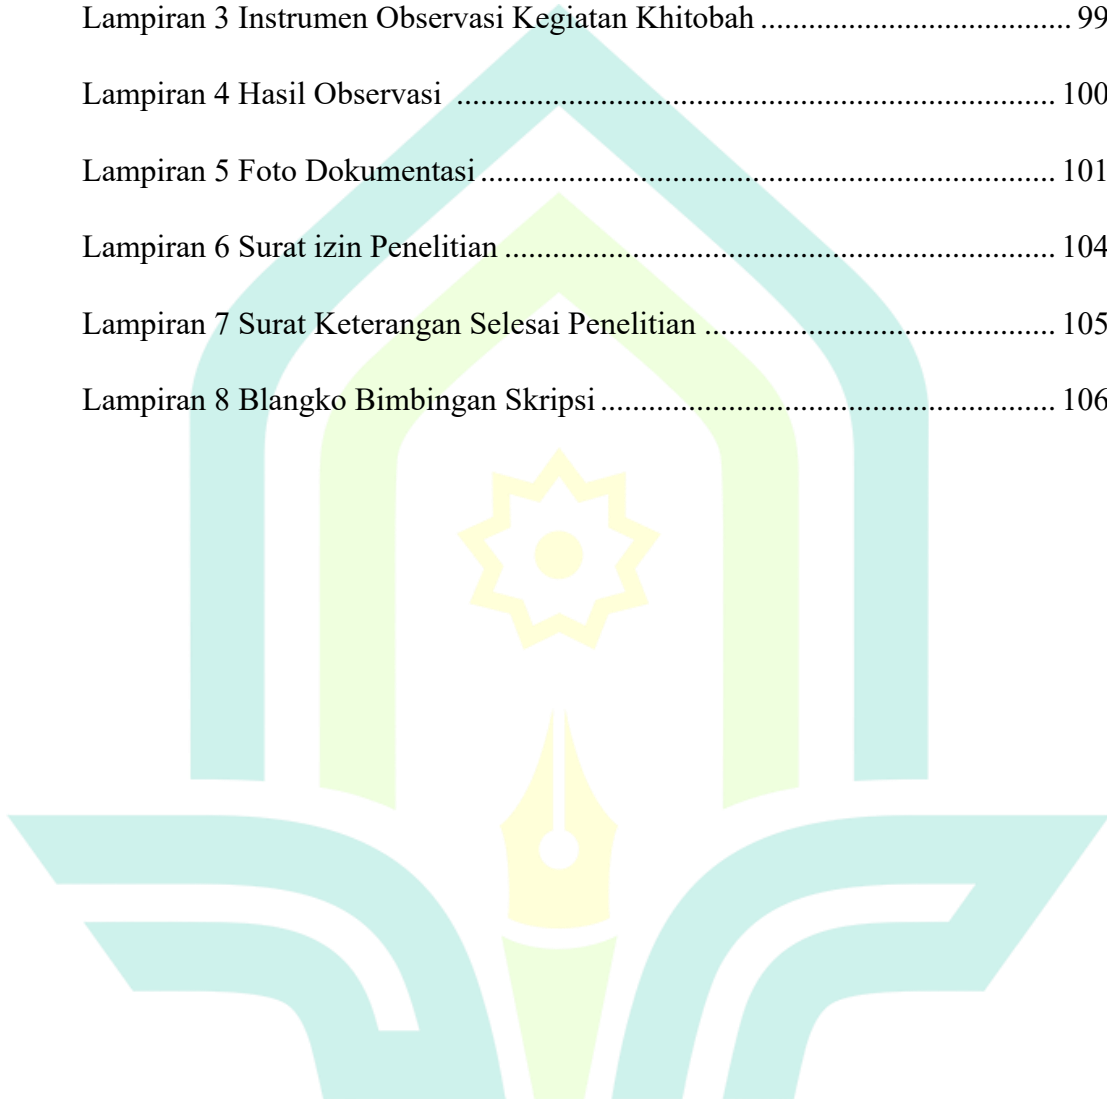 Lampiran 3 Instrumen Observasi Kegiatan Khitobah ....................................... 99
Lampiran 4 Hasil Observasi ........................................................................... 100
Lampiran 5 Foto Dokumentasi ........................................................................ 101
Lampiran 6 Surat izin Penelitian ..................................................................... 104
Lampiran 7 Surat Keterangan Selesai Penelitian ............................................ 105
Lampiran 8 Blangko Bimbingan Skripsi ......................................................... 106